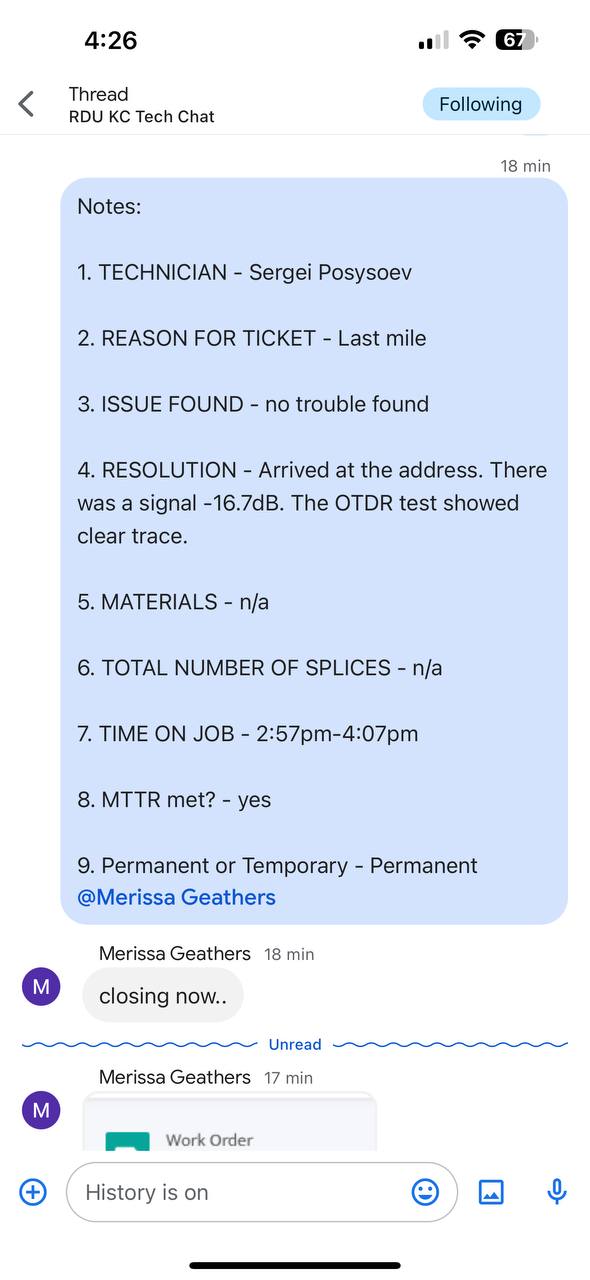 4:26
67
Thread
RDU KC Tech Chat
Following
18 min
Notes:
1. TECHNICIAN - Sergei Posysoev
2. REASON FOR TICKET - Last mile
3. ISSUE FOUND - no trouble found
4. RESOLUTION - Arrived at the address. There
was a signal -16.7dB. The OTDR test showed
clear trace.
5. MATERIALS - n/a
6. TOTAL NUMBER OF SPLICES - n/a
7. TIME ON JOB - 2:57pm-4:07pm
8. MTTR met? - yes
9. Permanent or Temporary - Permanent
@Merissa Geathers
Merissa Geathers 18 min
M
closing now..
Unread
Merissa Geathers 17 min
M
Work Order
History is on